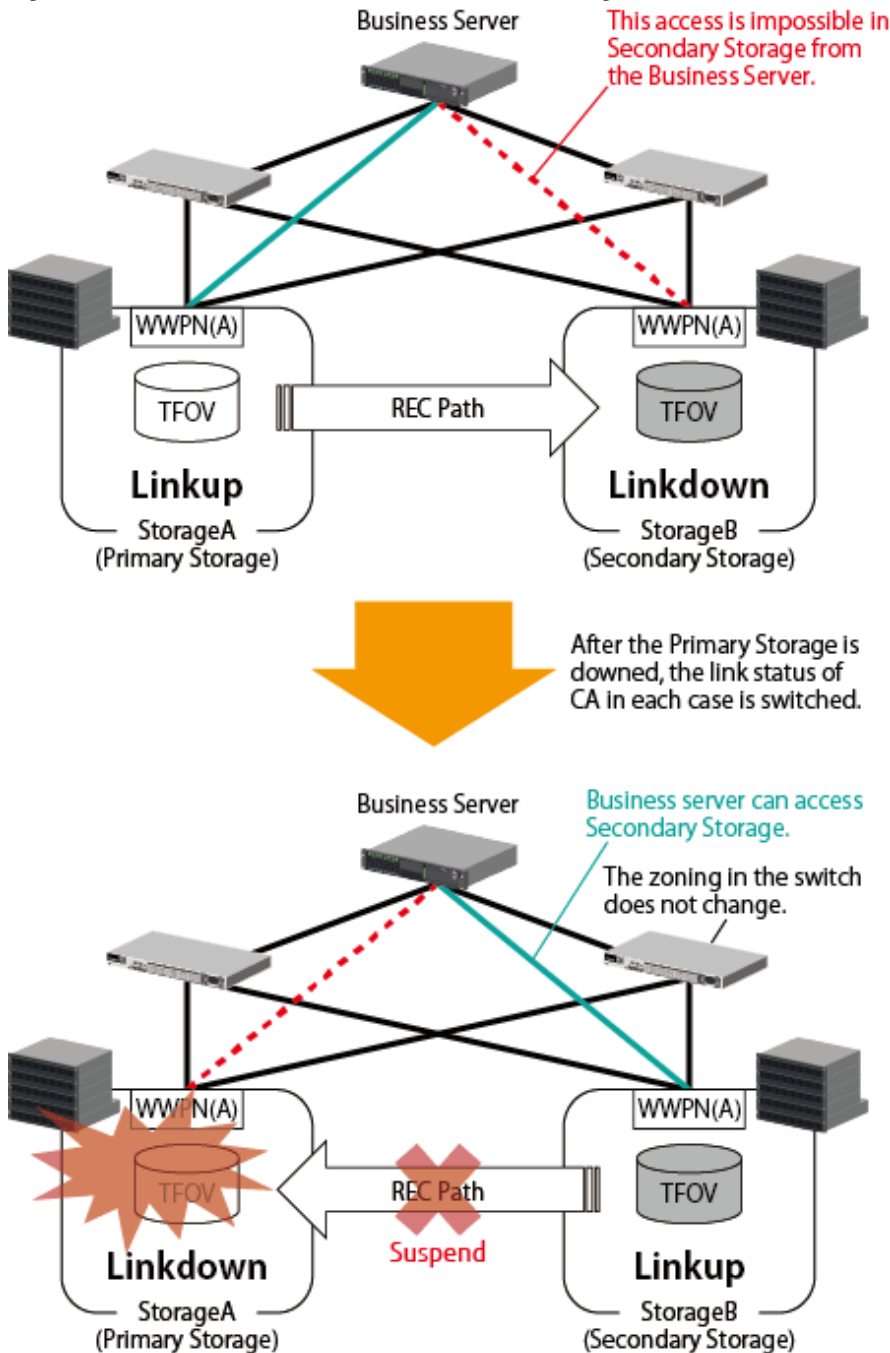 Business Server
This access is impossible in
Secondary Storage from
the Business Server.
WWPN(A)
WWPN(A)
TFOV
REC Path
TFOV
Linkup
Linkdown
StorageA
(Primary Storage)
StorageB
(Secondary Storage)
After the Primary Storage is
downed, the link status of
CA in each case is switched.
Business Server
Business server can access
Secondary Storage.
The zoning in the switch
does not change.
WWPN(A)
WWPN(A)
TFOV
REC Path
TFOV
Suspend
Linkdown
Linkup
StorageA
(Primary Storage)
StorageB
(Secondary Storage)